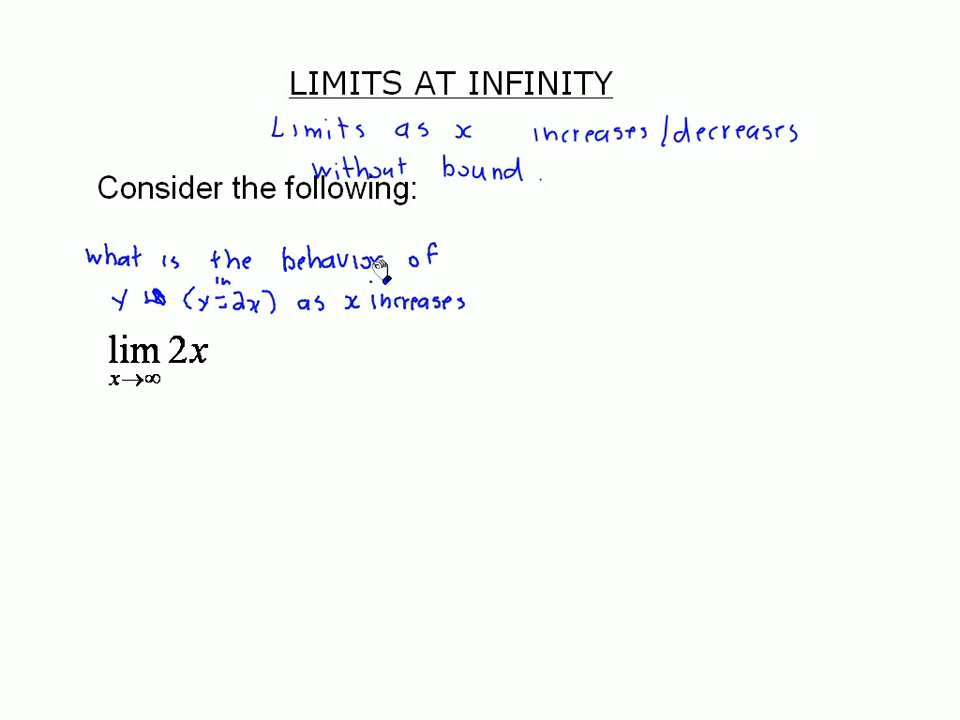 LIMITS AT INFINITY
Limits as x increases/decreases
without bound.
Consider the following:
what is the behavior of
y in (y=2x) as x increases
lim 2x
x→∞